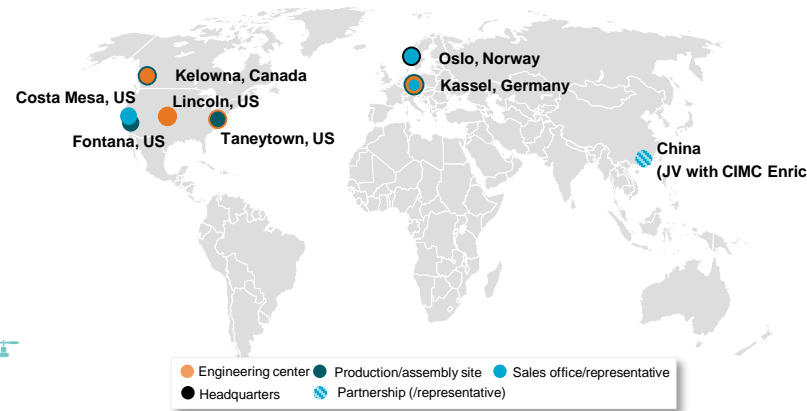 Oslo, Norway
Kelowna, Canada
Kassel, Germany
Costa Mesa, US
Lincoln, US
Fontana, US
Taneytown, US
China
(JV with CIMC Enric
Engineering center
Production/assembly site
Sales office/representative
Headquarters
Partnership (/representative)